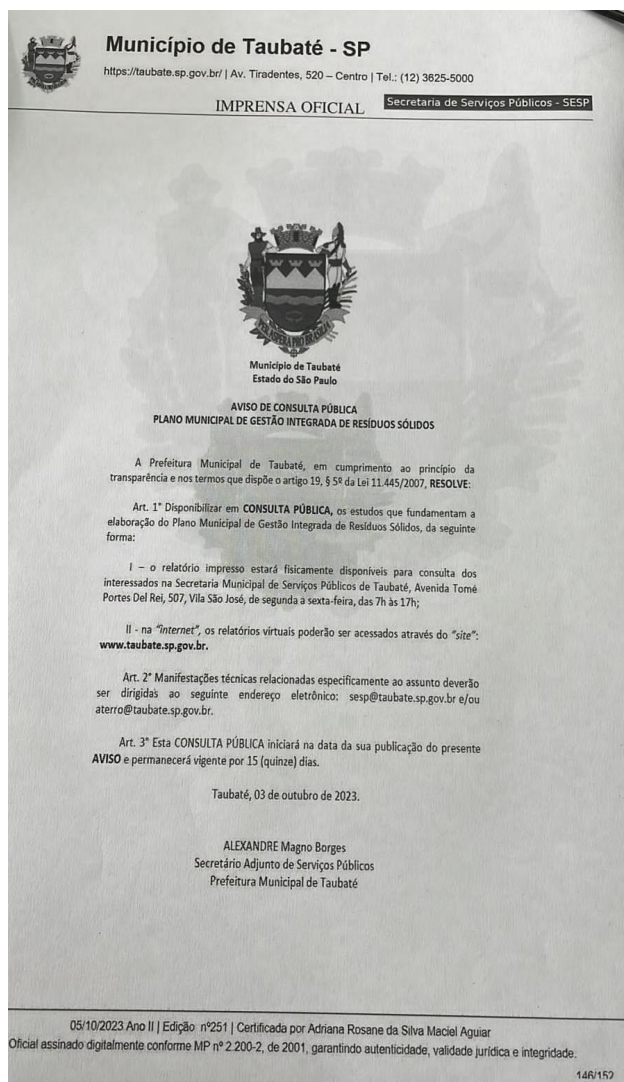 Município de Taubaté - SP
https://taubate.sp.gov.br/ | Av. Tiradentes, 520 – Centro | Tel.: (12) 3625-5000
IMPRENSA OFICIAL
Secretaria de Serviços Públicos - SESP
Município de Taubaté
Estado do São Paulo
AVISO DE CONSULTA PÚBLICA
PLANO MUNICIPAL DE GESTÃO INTEGRADA DE RESÍDUOS SÓLIDOS
A Prefeitura Municipal de Taubaté, em cumprimento ao princípio da
transparência e nos termos que dispõe o artigo 19, § 5º da Lei 11.445/2007, RESOLVE:
Art. 1° Disponibilizar em CONSULTA PÚBLICA, os estudos que fundamentam a
elaboração do Plano Municipal de Gestão Integrada de Resíduos Sólidos, da seguinte
forma:
I – o relatório impresso estará fisicamente disponíveis para consulta dos
interessados na Secretaria Municipal de Serviços Públicos de Taubaté, Avenida Tomé
Portes Del Rei, 507, Vila São José, de segunda a sexta-feira, das 7h às 17h;
II - na "internet", os relatórios virtuais poderão ser acessados através do "site":
www.taubate.sp.gov.br.
Art. 2° Manifestações técnicas relacionadas especificamente ao assunto deverão
ser dirigidas ao seguinte endereço eletrônico: sesp@taubate.sp.gov.br e/ou
aterro@taubate.sp.gov.br.
Art. 3° Esta CONSULTA PÚBLICA iniciará na data da sua publicação do presente
AVISO e permanecerá vigente por 15 (quinze) dias.
Taubaté, 03 de outubro de 2023.
ALEXANDRE Magno Borges
Secretário Adjunto de Serviços Públicos
Prefeitura Municipal de Taubaté
05/10/2023 Ano II | Edição nº251 | Certificada por Adriana Rosane da Silva Maciel Aguiar
Oficial assinado digitalmente conforme MP nº 2.200-2, de 2001, garantindo autenticidade, validade jurídica e integridade.
146/152